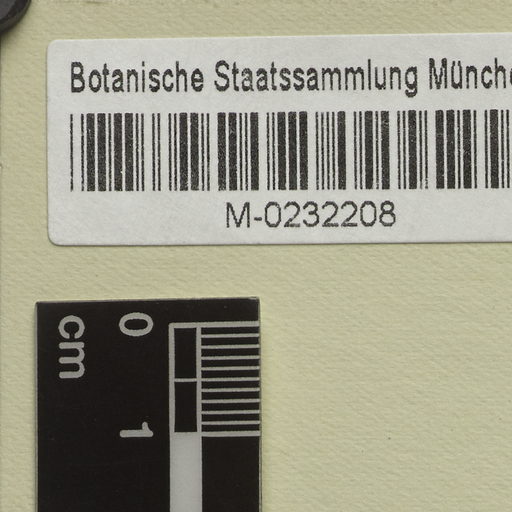 Botanische Staatssammlung Münche
M-0232208
cm 0 1